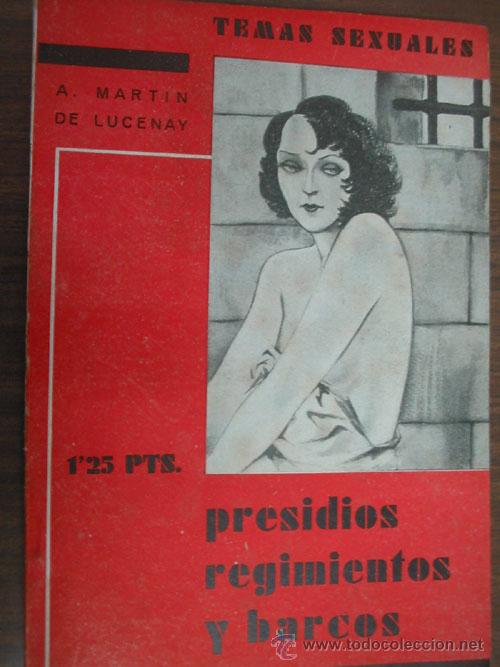 TEMAS SEXUALES
A. MARTIN
DE LUCENAY
1'25 PTS.
presidios
regimientos
y barcos
© www.todocoleccion.net